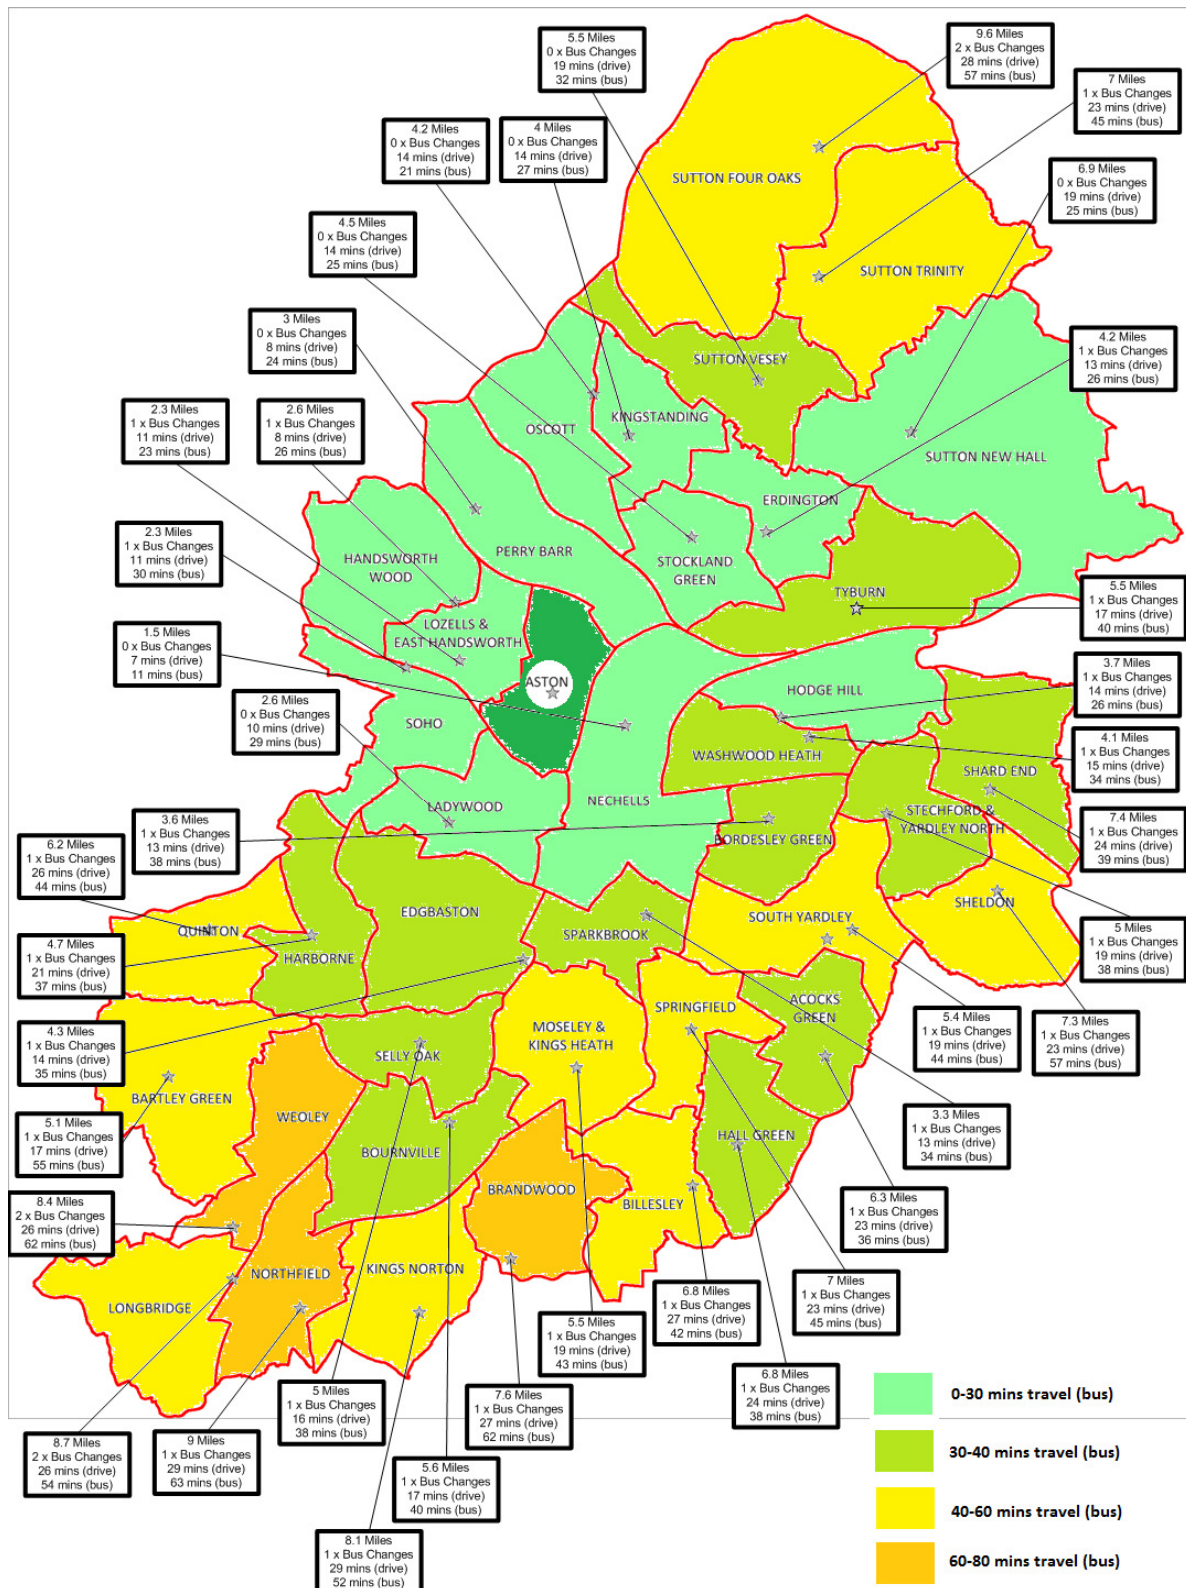 5.5 Miles
0 x Bus Changes
19 mins (drive)
32 mins (bus)
9.6 Miles
2 x Bus Changes
28 mins (drive)
57 mins (bus)
7 Miles
1 x Bus Changes
23 mins (drive)
45 mins (bus)
4.2 Miles
0 x Bus Changes
14 mins (drive)
21 mins (bus)
4 Miles
0 x Bus Changes
14 mins (drive)
27 mins (bus)
6.9 Miles
0 x Bus Changes
19 mins (drive)
25 mins (bus)
SUTTON FOUR OAKS
4.5 Miles
0 x Bus Changes
14 mins (drive)
25 mins (bus)
SUTTON TRINITY
3 Miles
0 x Bus Changes
8 mins (drive)
24 mins (bus)
4.2 Miles
1 x Bus Changes
13 mins (drive)
26 mins (bus)
SUTTON VESEY
2.3 Miles
1 x Bus Changes
11 mins (drive)
23 mins (bus)
2.6 Miles
1 x Bus Changes
8 mins (drive)
26 mins (bus)
KINGSTANDING
OSCOTT
SUTTON NEW HALL
ERDINGTON
2.3 Miles
1 x Bus Changes
11 mins (drive)
30 mins (bus)
HANDSWORTH
WOOD
PERRY BARR
STOCKLAND
GREEN
TYBURN
5.5 Miles
1 x Bus Changes
17 mins (drive)
40 mins (bus)
LOZELLS &
EAST HANDSWORTH
1.5 Miles
0 x Bus Changes
7 mins (drive)
11 mins (bus)
ASTON
HODGE HILL
3.7 Miles
1 x Bus Changes
14 mins (drive)
26 mins (bus)
2.6 Miles
0 x Bus Changes
10 mins (drive)
29 mins (bus)
SOHO
WASHWOOD HEATH
4.1 Miles
1 x Bus Changes
15 mins (drive)
34 mins (bus)
SHARD END
LADYWOOD
NECHELLS
STECHFORD &
YARDLEY NORTH
3.6 Miles
1 x Bus Changes
13 mins (drive)
38 mins (bus)
BORDESLEY GREEN
7.4 Miles
1 x Bus Changes
24 mins (drive)
39 mins (bus)
6.2 Miles
1 x Bus Changes
26 mins (drive)
44 mins (bus)
EDGBASTON
SOUTH YARDLEY
SHELDON
QUINTON
SPARKBROOK
5 Miles
1 x Bus Changes
19 mins (drive)
38 mins (bus)
4.7 Miles
1 x Bus Changes
21 mins (drive)
37 mins (bus)
HARBORNE
ACOCKS
GREEN
SPRINGFIELD
MOSELEY &
KINGS HEATH
5.4 Miles
1 x Bus Changes
19 mins (drive)
44 mins (bus)
7.3 Miles
1 x Bus Changes
23 mins (drive)
57 mins (bus)
4.3 Miles
1 x Bus Changes
14 mins (drive)
35 mins (bus)
SELLY OAK
BARTLEY GREEN
WEOLEY
5.1 Miles
1 x Bus Changes
17 mins (drive)
55 mins (bus)
3.3 Miles
1 x Bus Changes
13 mins (drive)
34 mins (bus)
HALL GREEN
BOURNVILLE
BRANDWOOD
BILLESLEY
8.4 Miles
2 x Bus Changes
26 mins (drive)
62 mins (bus)
6.3 Miles
1 x Bus Changes
23 mins (drive)
36 mins (bus)
NORTHFIELD
KINGS NORTON
LONGBRIDGE
7 Miles
1 x Bus Changes
23 mins (drive)
45 mins (bus)
6.8 Miles
1 x Bus Changes
27 mins (drive)
42 mins (bus)
5.5 Miles
1 x Bus Changes
19 mins (drive)
43 mins (bus)
6.8 Miles
1 x Bus Changes
24 mins (drive)
38 mins (bus)
5 Miles
1 x Bus Changes
16 mins (drive)
38 mins (bus)
7.6 Miles
1 x Bus Changes
27 mins (drive)
62 mins (bus)
0-30 mins travel (bus)
8.7 Miles
2 x Bus Changes
26 mins (drive)
54 mins (bus)
9 Miles
1 x Bus Changes
29 mins (drive)
63 mins (bus)
30-40 mins travel (bus)
5.6 Miles
1 x Bus Changes
17 mins (drive)
40 mins (bus)
40-60 mins travel (bus)
8.1 Miles
1 x Bus Changes
29 mins (drive)
52 mins (bus)
60-80 mins travel (bus)